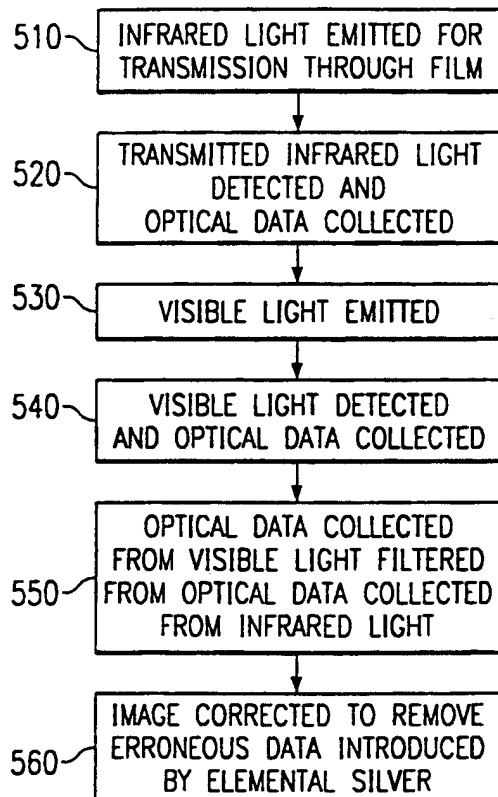 510
INFRARED LIGHT EMITTED FOR
TRANSMISSION THROUGH FILM
520
TRANSMITTED INFRARED LIGHT
DETECTED AND
OPTICAL DATA COLLECTED
530
VISIBLE LIGHT EMITTED
540
VISIBLE LIGHT DETECTED
AND OPTICAL DATA COLLECTED
550
OPTICAL DATA COLLECTED
FROM VISIBLE LIGHT FILTERED
FROM OPTICAL DATA COLLECTED
FROM INFRARED LIGHT
560
IMAGE CORRECTED TO REMOVE
ERRONEOUS DATA INTRODUCED
BY ELEMENTAL SILVER